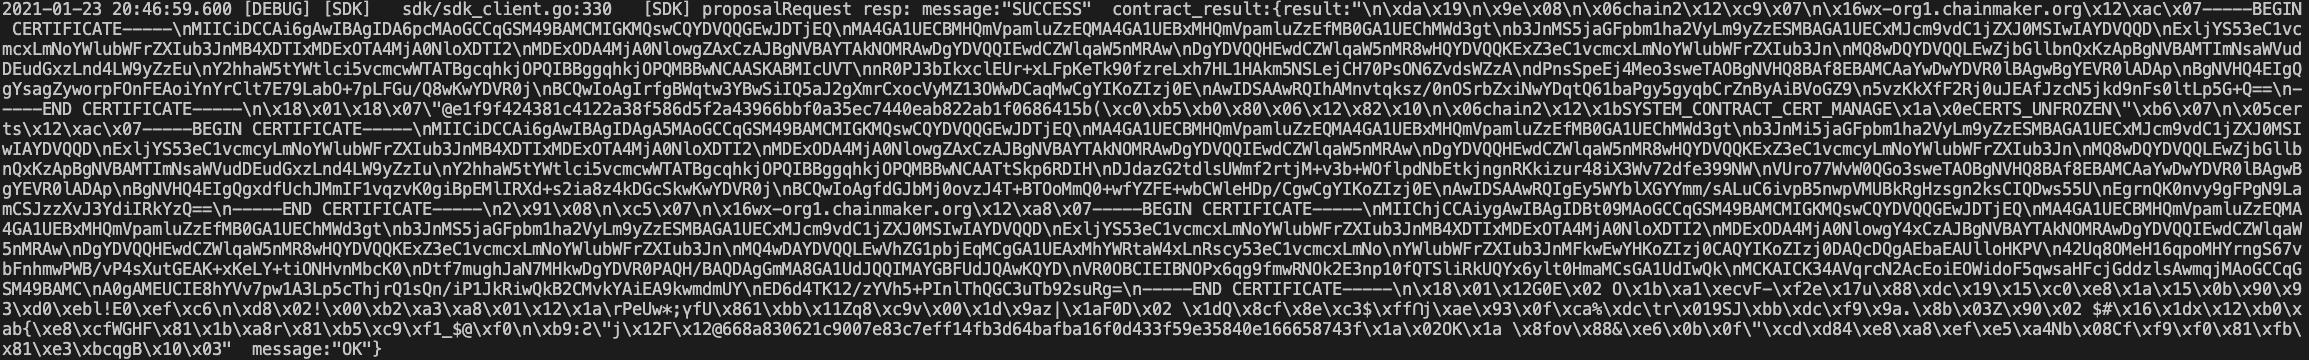 2021-01-23 20:46:59.600 [DEBUG] [SDK]   sdk/sdk_client.go:330   [SDK] proposalRequest resp: message:"SUCCESS"  contract_result:{result:"\n\xda\x19\n\x9e\x08\n\x06chain2\x12\xc9\x07\n\x16wx-org1.chainmaker.org\x12\xac\x07-----BEGIN
 CERTIFICATE-----\nMIICiDCCAi6gAwIBAgIDA6pcMAoGCCqGSM49BAMCMIGKMQswCQYDVQQGEwJDTjEQ\nMA4GA1UECBMHQmVpamluZzEQMA4GA1UEBxMHQmVpamluZzEfMB0GA1UEChMWd3gt\nb3JnMS5jaGFpbm1ha2VyLm9yZzESMBAGA1UECxMJcm9vdC1jZXJ0MSIwIAYDVQQD\nExljYS53eC1vc
mcxLmNoYWlubWFrZXIub3JnMB4XDTIxMDExOTA4MjA0NloXDTI2\nMDExODA4MjA0NlowgZAxCzAJBgNVBAYTAkNOMRAwDgYDVQQIEwdCZWlqaW5nMRAw\nDgYDVQQHEwdCZWlqaW5nMR8wHQYDVQQKExZ3eC1vcmcxLmNoYWlubWFrZXIub3Jn\nMQ8wDQYDVQQLEwZjbGllbnQxKzApBgNVBAMTImNsaWVud
DEudGxzLnd4LW9yZzEu\nY2hhaW5tYWtlci5vcmcwWTATBgcqhkjOPQIBBggqhkjOPQMBBwNCAASKABMIcUVT\nnR0PJ3bIkxclEUr+xLFpKeTk90fzreLxh7HL1HAkm5NSLejCH70PsON6ZvdsWZzA\ndPnsSpeEj4Meo3sweTAOBgNVHQ8BAf8EBAMCAaYwDwYDVR0lBAgwBgYEVR0lADAp\nBgNVHQ4EIgQ
gYsagZyworpFOnFEAoiYnYrClt7E79LabO+7pLFGu/Q8wKwYDVR0j\nBCQwIoAgIrfgBWqtw3YBwSiIQ5aJ2gXmrCxocVyMZ13OWwDCaqMwCgYIKoZIzj0E\nAwIDSAAwRQIhAMnvtqksz/0nOSrbZxiNwYDqtQ61baPgy5gyqbCrZnByAiBVoGZ9\n5vzKkXfF2Rj0uJEAfJzcN5jkd9nFs0ltLp5G+Q==\n-
----END CERTIFICATE-----\n\x18\x01\x18\x07\"@e1f9f424381c4122a38f586d5f2a43966bbf0a35ec7440eab822ab1f0686415b(\xc0\xb5\xb0\x80\x06\x12\x82\x10\n\x06chain2\x12\x1bSYSTEM_CONTRACT_CERT_MANAGE\x1a\x0eCERTS_UNFROZEN\"\xb6\x07\n\x05cer
ts\x12\xac\x07-----BEGIN CERTIFICATE-----\nMIICiDCCAi6gAwIBAgIDAgA5MAoGCCqGSM49BAMCMIGKMQswCQYDVQQGEwJDTjEQ\nMA4GA1UECBMHQmVpamluZzEQMA4GA1UEBxMHQmVpamluZzEfMB0GA1UEChMWd3gt\nb3JnMi5jaGFpbm1ha2VyLm9yZzESMBAGA1UECxMJcm9vdC1jZXJ0MSI
wIAYDVQQD\nExljYS53eC1vcmcyLmNoYWlubWFrZXIub3JnMB4XDTIxMDExOTA4MjA0NloXDTI2\nMDExODA4MjA0NlowgZAxCzAJBgNVBAYTAkNOMRAwDgYDVQQIEwdCZWlqaW5nMRAw\nDgYDVQQHEwdCZWlqaW5nMR8wHQYDVQQKExZ3eC1vcmcyLmNoYWlubWFrZXIub3Jn\nMQ8wDQYDVQQLEwZjbGllb
nQxKzApBgNVBAMTImNsaWVudDEudGxzLnd4LW9yZzIu\nY2hhaW5tYWtlci5vcmcwWTATBgcqhkjOPQIBBggqhkjOPQMBBwNCAATtSkp6RDIH\nDJdazG2tdlsUWmf2rtjM+v3b+WOflpdNbEtkjngnRKkizur48iX3Wv72dfe399NW\nVUro77WvW0QGo3sweTAOBgNVHQ8BAf8EBAMCAaYwDwYDVR0lBAgwB
gYEVR0lADAp\nBgNVHQ4EIgQgxdfUchJMmIF1vqzvK0giBpEMlIRXd+s2ia8z4kDGcSkwKwYDVR0j\nBCQwIoAgfdGJbMj0ovzJ4T+BTOoMmQ0+wfYZFE+wbCWleHDp/CgwCgYIKoZIzj0E\nAwIDSAAwRQIgEy5WYblXGYYmm/sALuC6ivpB5nwpVMUBkRgHzsgn2ksCIQDws55U\nEgrnQK0nvy9gFPgN9La
mCSJzzXvJ3YdiIRkYzQ==\n-----END CERTIFICATE-----\n2\x91\x08\n\xc5\x07\n\x16wx-org1.chainmaker.org\x12\xa8\x07-----BEGIN CERTIFICATE-----\nMIIChjCCAiygAwIBAgIDBt09MAoGCCqGSM49BAMCMIGKMQswCQYDVQQGEwJDTjEQ\nMA4GA1UECBMHQmVpamluZzEQMA
4GA1UEBxMHQmVpamluZzEfMB0GA1UEChMWd3gt\nb3JnMS5jaGFpbm1ha2VyLm9yZzESMBAGA1UECxMJcm9vdC1jZXJ0MSIwIAYDVQQD\nExljYS53eC1vcmcxLmNoYWlubWFrZXIub3JnMB4XDTIxMDExOTA4MjA0NloXDTI2\nMDExODA4MjA0NlowgY4xCzAJBgNVBAYTAkNOMRAwDgYDVQQIEwdCZWlqaW
5nMRAw\nDgYDVQQHEwdCZWlqaW5nMR8wHQYDVQQKExZ3eC1vcmcxLmNoYWlubWFrZXIub3Jn\nMQ4wDAYDVQQLEwVhZG1pbjEqMCgGA1UEAxMhYWRtaW4xLnRscy53eC1vcmcxLmNo\nYWlubWFrZXIub3JnMFkwEwYHKoZIzj0CAQYIKoZIzj0DAQcDQgAEbaEAUlloHKPV\n42Uq8OMeH16qpoMHYrngS67v
bFnhmwPWB/vP4sXutGEAK+xKeLY+tiONHvnMbcK0\nDtf7mughJaN7MHkwDgYDVR0PAQH/BAQDAgGmMA8GA1UdJQQIMAYGBFUdJQAwKQYD\nVR0OBCIEIBNOPx6qg9fmwRNOk2E3np10fQTSliRkUQYx6ylt0HmaMCsGA1UdIwQk\nMCKAICK34AVqrcN2AcEoiEOWidoF5qwsaHFcjGddzlsAwmqjMAoGCCqG
SM49BAMC\nA0gAMEUCIE8hYVv7pw1A3Lp5cThjrQ1sQn/iP1JkRiwQkB2CMvkYAiEA9kwmdmUY\nED6d4TK12/zYVh5+PInlThQGC3uTb92suRg=\n-----END CERTIFICATE-----\n\x18\x01\x12G0E\x02 O\x1b\xa1\xecvF-\xf2e\x17u\x88\xdc\x19\x15\xc0\xe8\x1a\x15\x0b\x90\x9
3\xd0\xebl!E0\xef\xc6\n\xd8\x02!\x00\xb2\xa3\xa8\x01\x12\x1a\rPeUw*;yfU\x861\xbb\x11Zq8\xc9v\x00\x1d\x9az|\x1aF0D\x02 \x1dQ\x8cf\x8e\xc3$\xff∩j\xae\x93\x0f\xca%\xdc\tr\x019SJ\xbb\xdc\xf9\x9a.\x8b\x03Z\x90\x02 $#\x16\x1dx\x12\xb0\x
ab{\xe8\xcfWGHF\x81\x1b\xa8r\x81\xb5\xc9\xf1_$@\xf0\n\xb9:2\"j\x12F\x12@668a830621c9007e83c7eff14fb3d64bafba16f0d433f59e35840e166658743f\x1a\x02OK\x1a \x8fov\x88&\xe6\x0b\x0f\"\xcd\xd84\xe8\xa8\xef\xe5\xa4Nb\x08Cf\xf9\xf0\x81\xfb\
x81\xe3\xbcqgB\x10\x03"  message:"OK"}